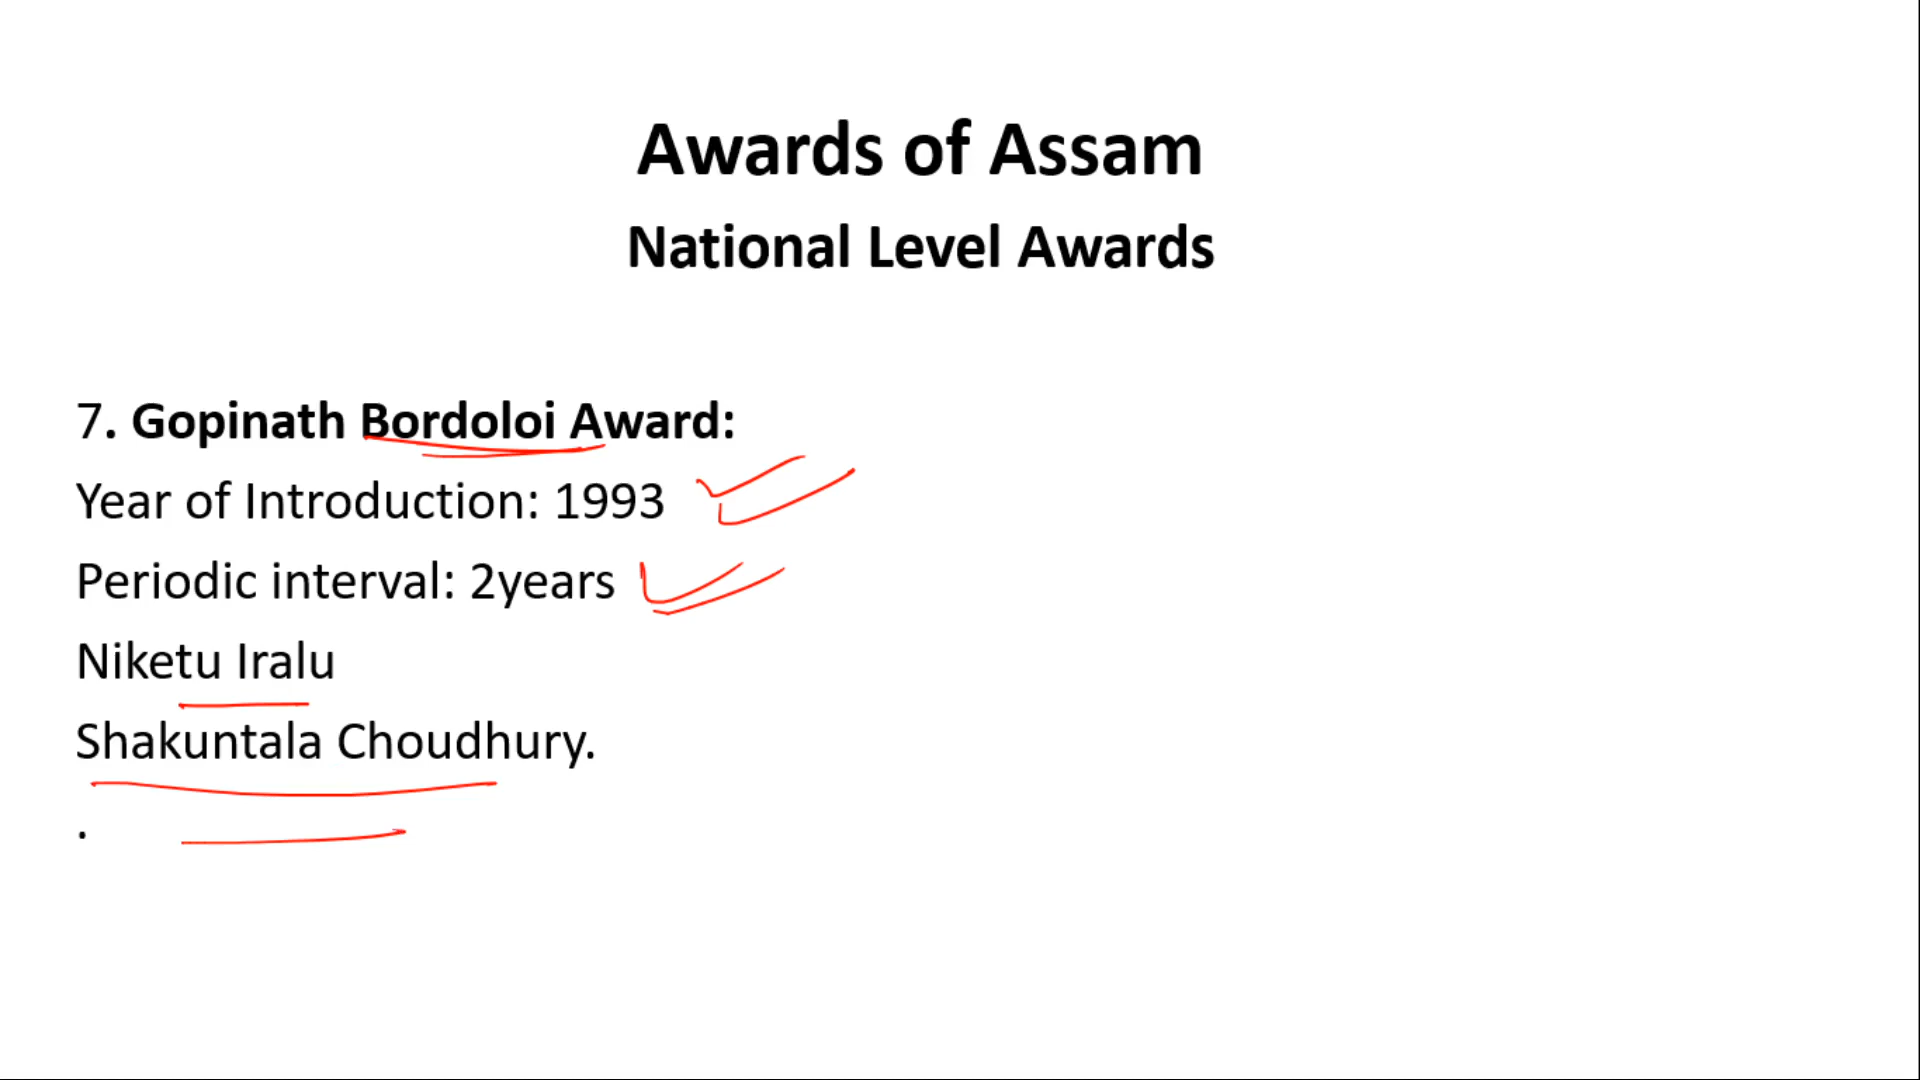 Awards of Assam
National Level Awards
7. Gopinath Bordoloi Award:
Year of Introduction: 1993
Periodic interval: 2years
Niketu Iralu
Shakuntala Choudhury.
.